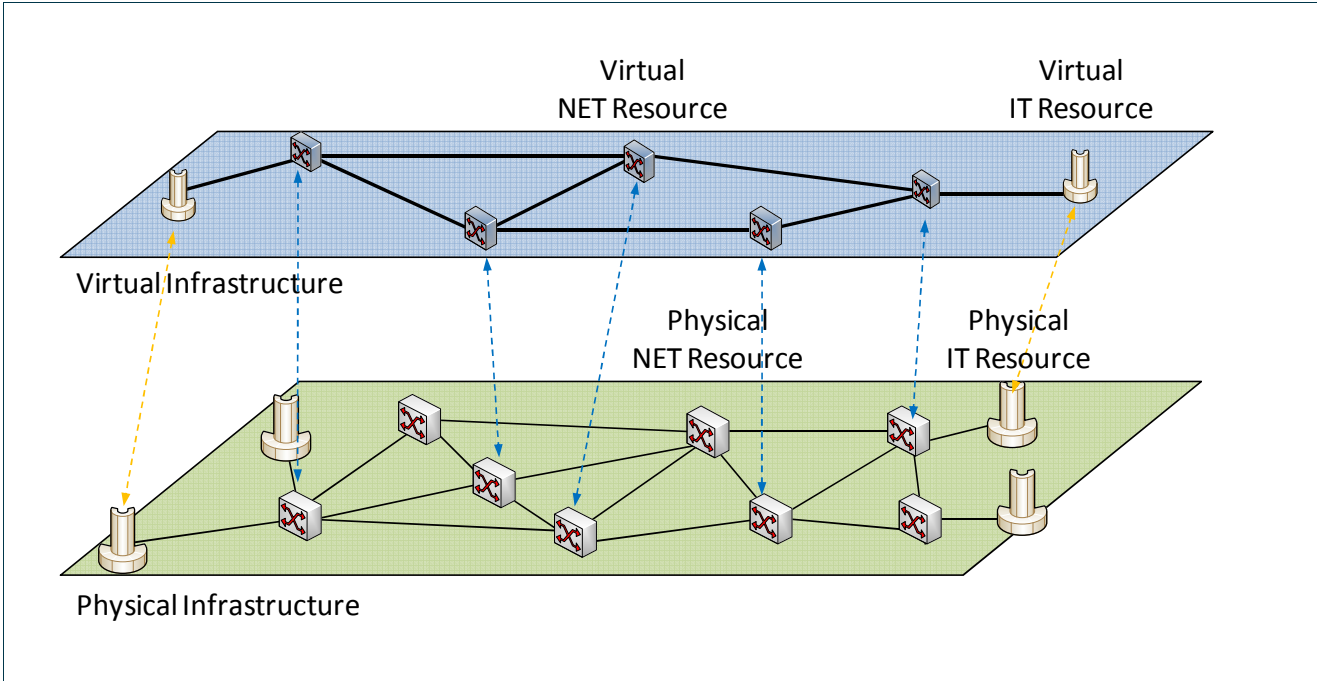 Virtual
NET Resource
Virtual
IT Resource
Virtual Infrastructure
Physical
NET Resource
Physical
IT Resource
Physical Infrastructure